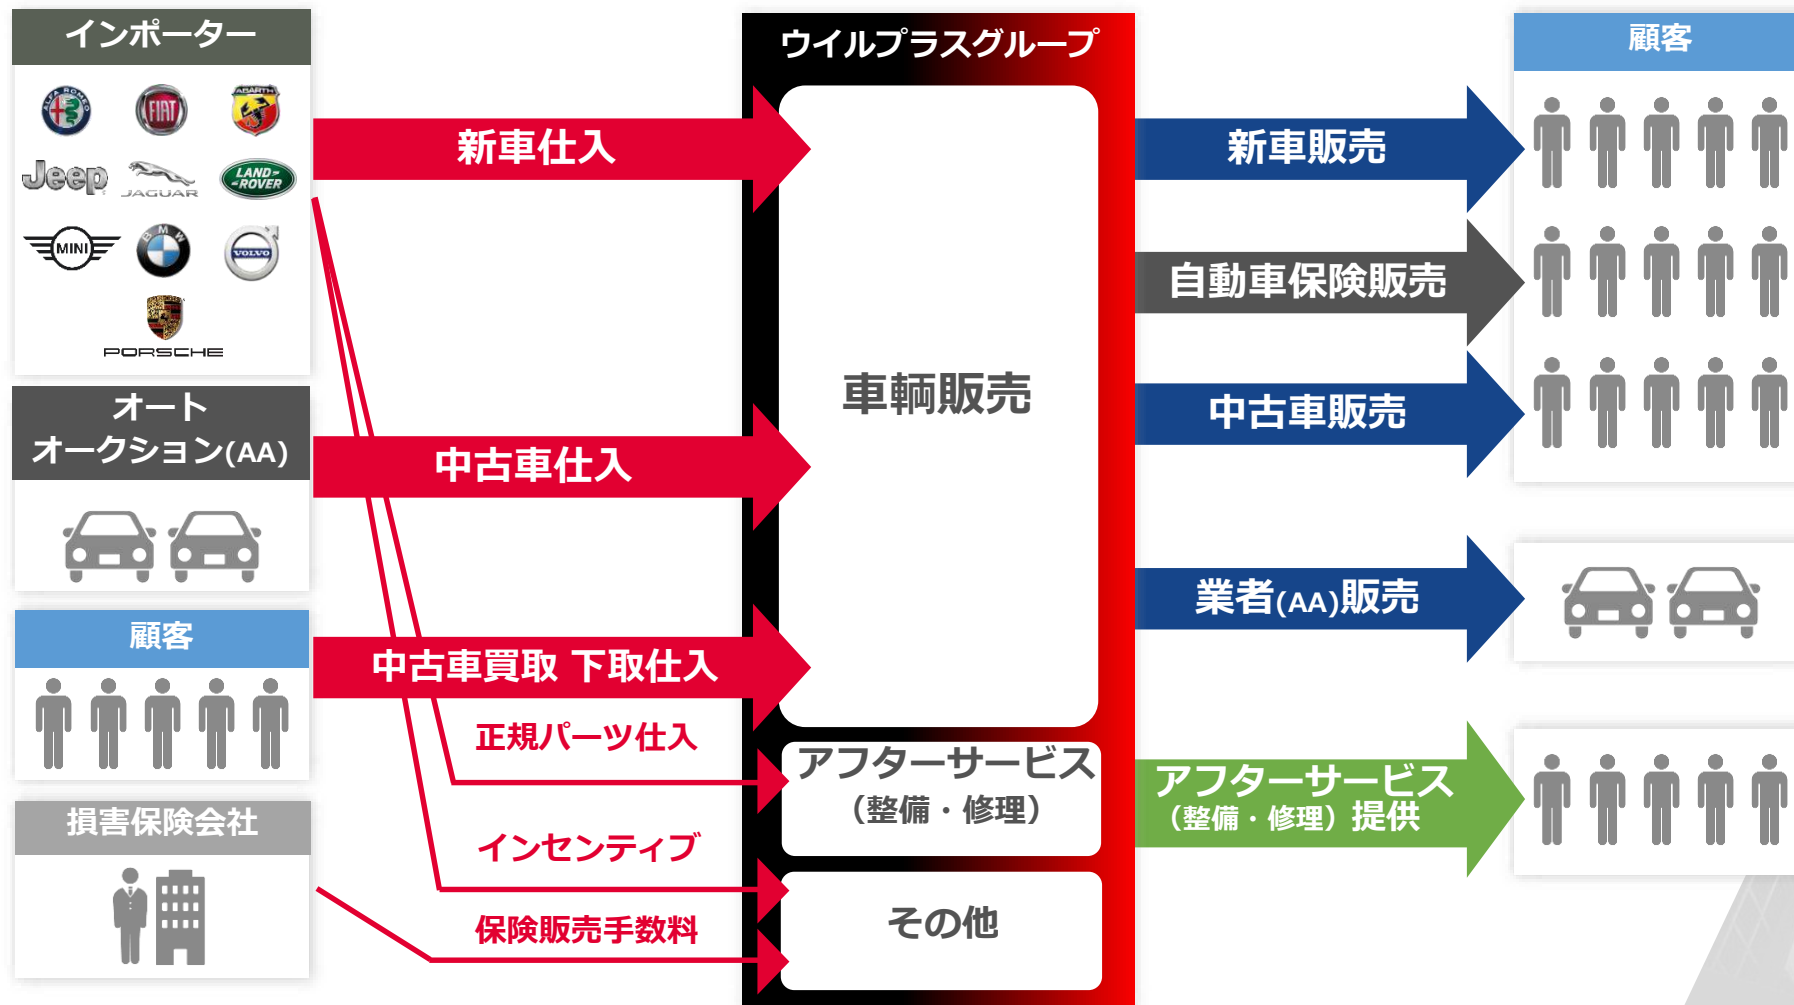 インポーター
ALFA ROMEO
FIAT
ABARTH
Jeep
JAGUAR
LAND-
-ROVER
MINI
BMW
VOLVO
PORSCHE
オート
オークション(AA)
顧客
損害保険会社
新車仕入
中古車仕入
中古車買取 下取仕入
正規パーツ仕入
インセンティブ
保険販売手数料
ウイルプラスグループ
車輌販売
アフターサービス
（整備・修理）
その他
新車販売
自動車保険販売
中古車販売
業者(AA)販売
アフターサービス
（整備・修理）提供
顧客